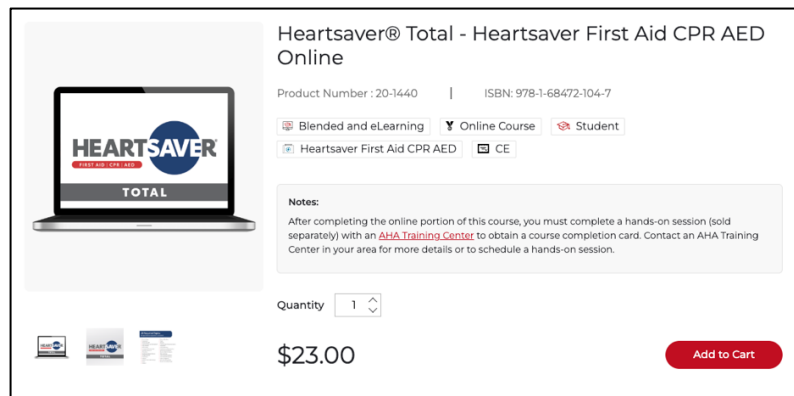 Heartsaver® Total - Heartsaver First Aid CPR AED
Online
Product Number : 20-1440 | ISBN: 978-1-68472-104-7
Blended and eLearning Online Course Student
Heartsaver First Aid CPR AED CE
HEARTSAVER®
FIRST AID | CPR | AED
TOTAL
Notes:
After completing the online portion of this course, you must complete a hands-on session (sold
separately) with an AHA Training Center to obtain a course completion card. Contact an AHA Training
Center in your area for more details or to schedule a hands-on session.
Quantity 1
$23.00
Add to Cart